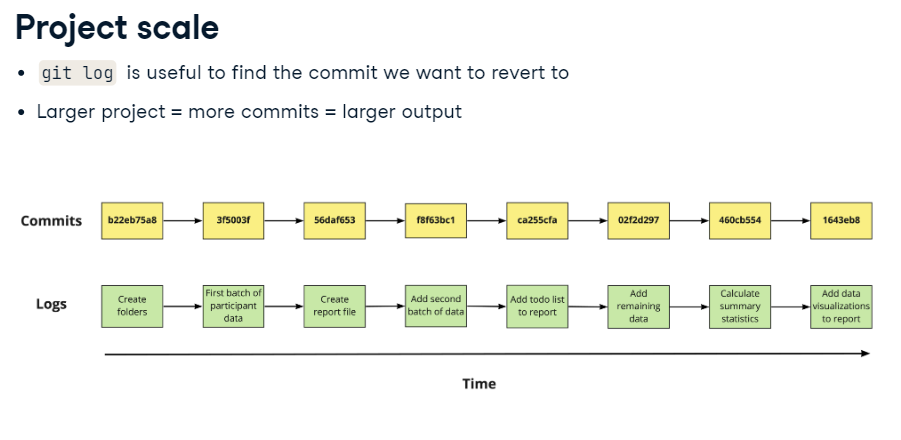 Project scale
• git log is useful to find the commit we want to revert to
• Larger project = more commits = larger output
Commits
b22eb75a8
3f5003f
56daf653
f8f63bc1
ca255cfa
02f2d297
460cb554
1643eb8
Logs
Create
folders
First batch of
participant
data
Create
report file
Add second
batch of data
Add todo list
to report
Add
remaining
data
Calculate
summary
statistics
Add data
visualizations
to report
Time